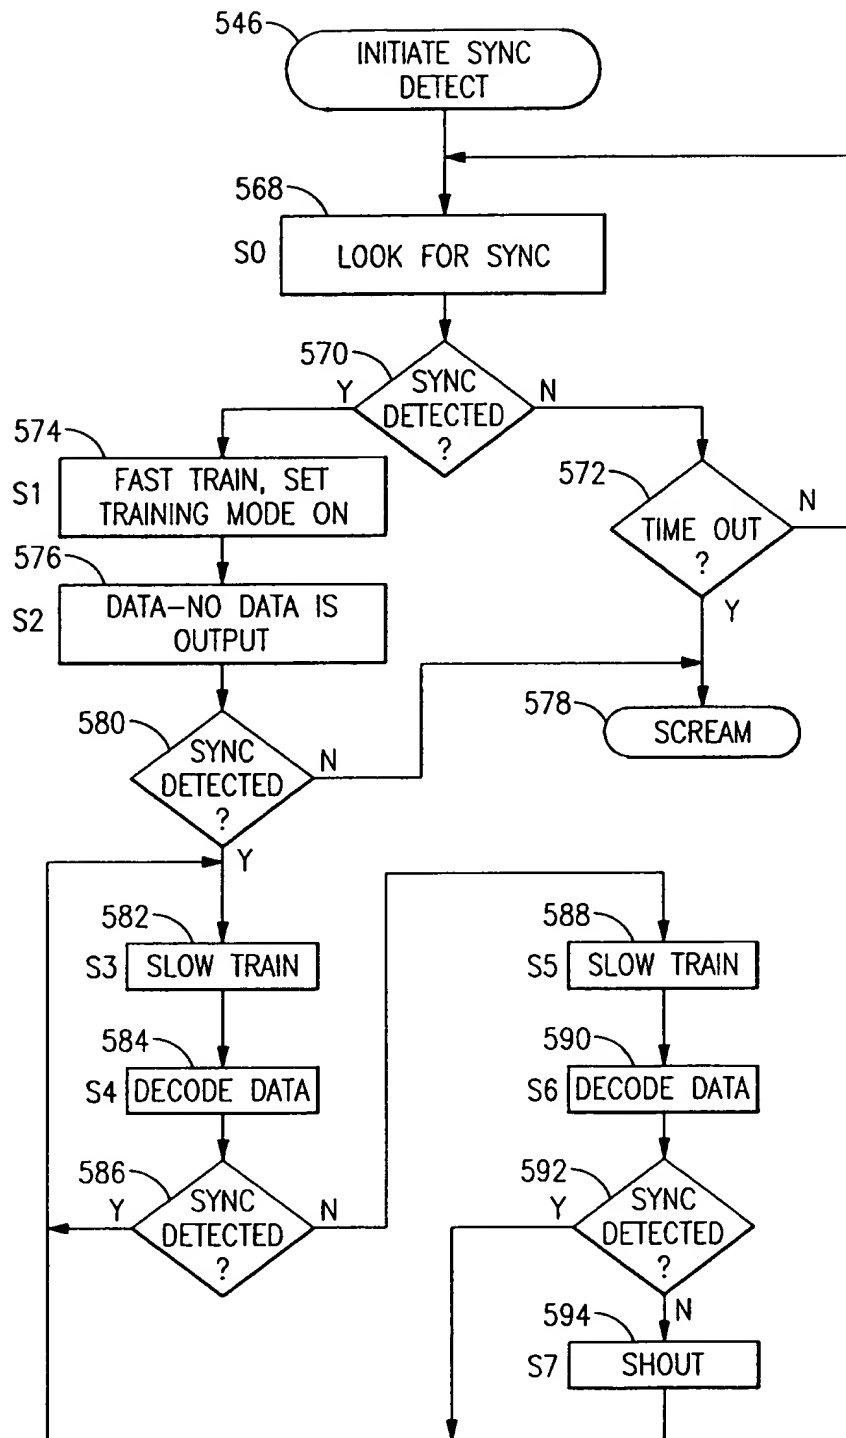 546
INITIATE SYNC
DETECT
568
S0
LOOK FOR SYNC
570
SYNC
DETECTED
?
Y
N
574
S1
FAST TRAIN, SET
TRAINING MODE ON
572
TIME OUT
?
N
Y
576
S2
DATA-NO DATA IS
OUTPUT
578
SCREAM
580
SYNC
DETECTED
?
N
Y
582
S3
SLOW TRAIN
584
S4
DECODE DATA
586
SYNC
DETECTED
?
Y
N
588
S5
SLOW TRAIN
590
S6
DECODE DATA
592
SYNC
DETECTED
?
Y
N
594
S7
SHOUT